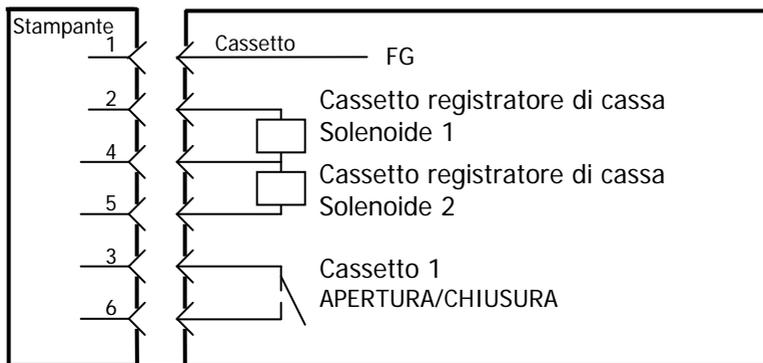 Stampante
1
Cassetto
FG
2
Cassetto registratore di cassa
Solenoide 1
4
Cassetto registratore di cassa
Solenoide 2
5
3
Cassetto 1
APERTURA/CHIUSURA
6